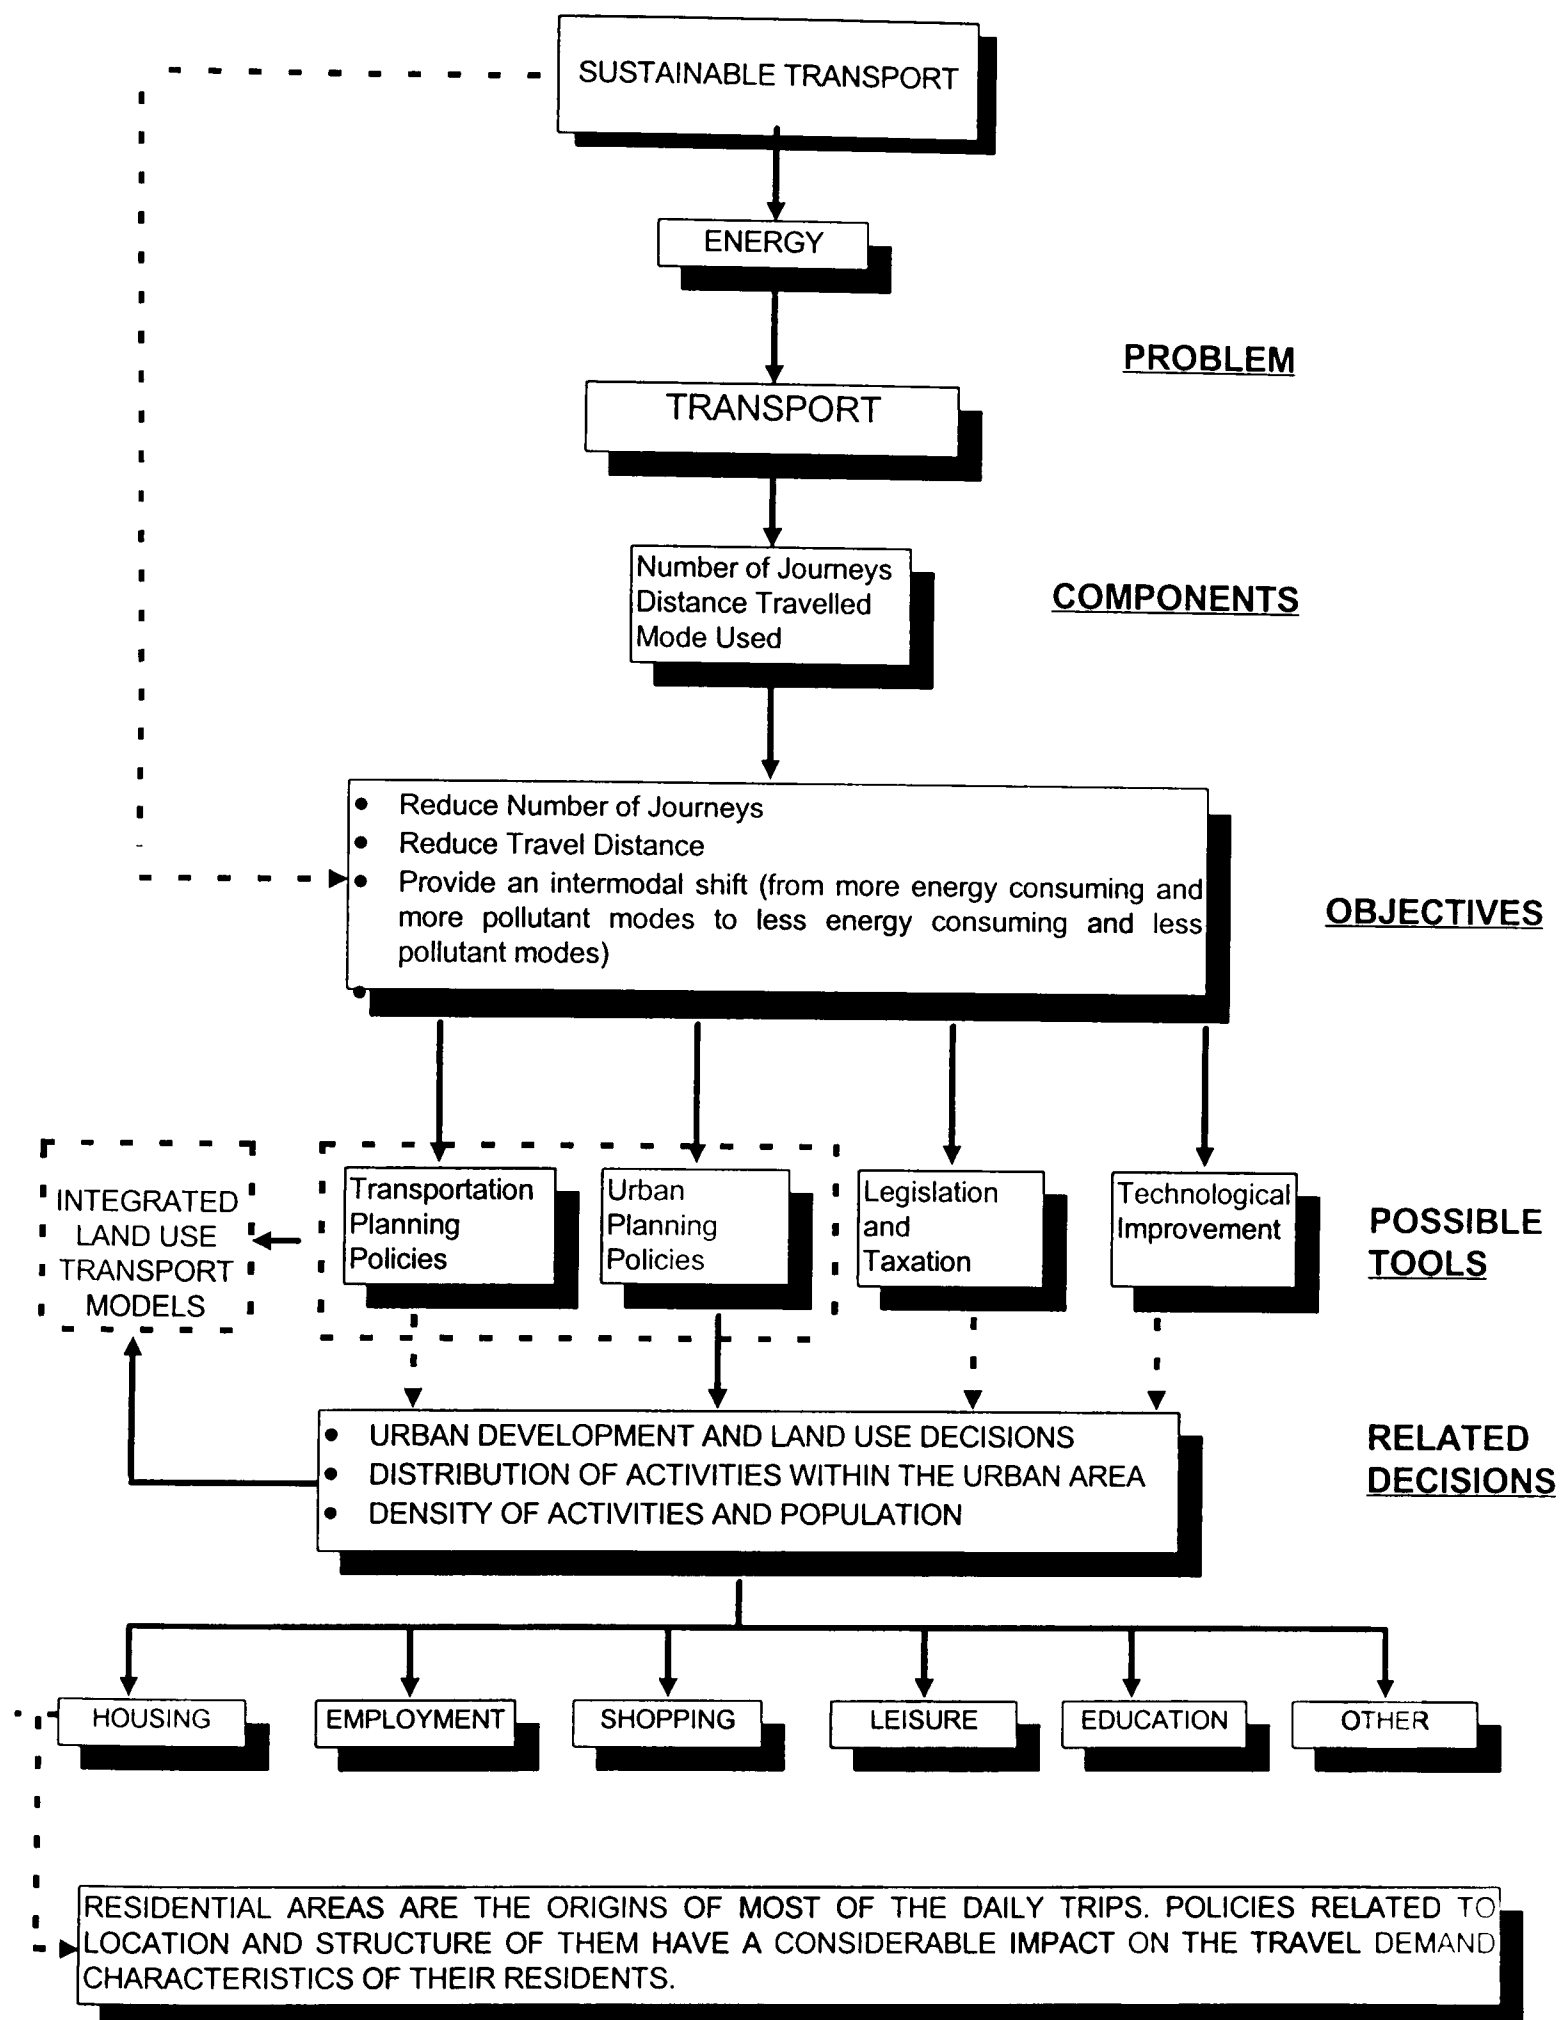 SUSTAINABLE TRANSPORT
ENERGY
PROBLEM
TRANSPORT
Number of Journeys
Distance Travelled
Mode Used
COMPONENTS
• Reduce Number of Journeys
• Reduce Travel Distance
• Provide an intermodal shift (from more energy consuming and
more pollutant modes to less energy consuming and less
pollutant modes)
•
OBJECTIVES
INTEGRATED
LAND USE
TRANSPORT
MODELS
Transportation
Planning
Policies
Urban
Planning
Policies
Legislation
and
Taxation
Technological
Improvement
POSSIBLE
TOOLS
• URBAN DEVELOPMENT AND LAND USE DECISIONS
• DISTRIBUTION OF ACTIVITIES WITHIN THE URBAN AREA
• DENSITY OF ACTIVITIES AND POPULATION
RELATED
DECISIONS
HOUSING
EMPLOYMENT
SHOPPING
LEISURE
EDUCATION
OTHER
RESIDENTIAL AREAS ARE THE ORIGINS OF MOST OF THE DAILY TRIPS. POLICIES RELATED TO
LOCATION AND STRUCTURE OF THEM HAVE A CONSIDERABLE IMPACT ON THE TRAVEL DEMAND
CHARACTERISTICS OF THEIR RESIDENTS.